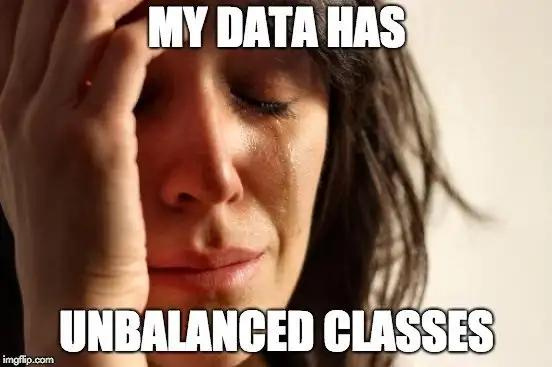 MY DATA HAS
UNBALANCED CLASSES
imgflip.com